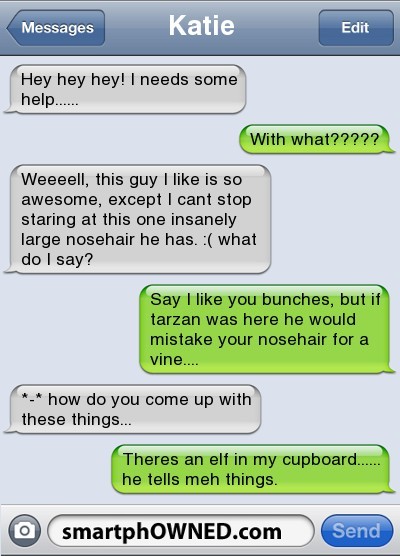 Messages
Katie
Edit
Hey hey hey! I needs some
help......
With what?????
Weeeell, this guy I like is so
awesome, except I cant stop
staring at this one insanely
large nosehair he has. :( what
do I say?
Say I like you bunches, but if
tarzan was here he would
mistake your nosehair for a
vine....
*-* how do you come up with
these things...
Theres an elf in my cupboard......
he tells meh things.
smartphOWNED.com
Send